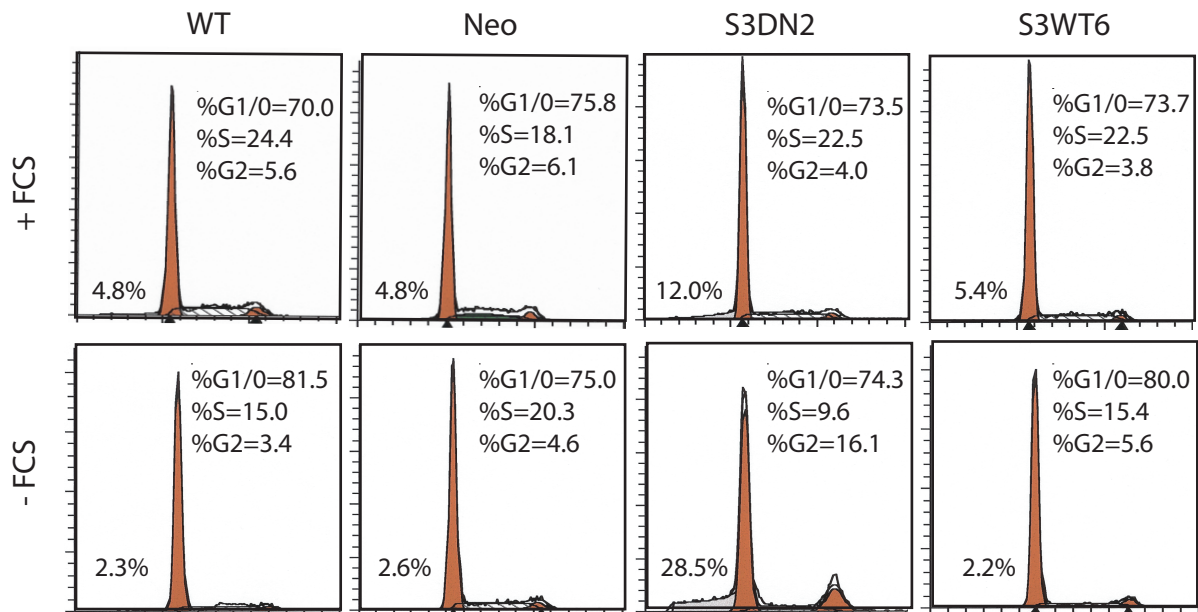 WT
Neo
S3DN2
S3WT6
+ FCS
%G1/0=70.0
%S=24.4
%G2=5.6
4.8%
%G1/0=75.8
%S=18.1
%G2=6.1
4.8%
%G1/0=73.5
%S=22.5
%G2=4.0
12.0%
%G1/0=73.7
%S=22.5
%G2=3.8
5.4%
- FCS
%G1/0=81.5
%S=15.0
%G2=3.4
2.3%
%G1/0=75.0
%S=20.3
%G2=4.6
2.6%
%G1/0=74.3
%S=9.6
%G2=16.1
28.5%
%G1/0=80.0
%S=15.4
%G2=5.6
2.2%